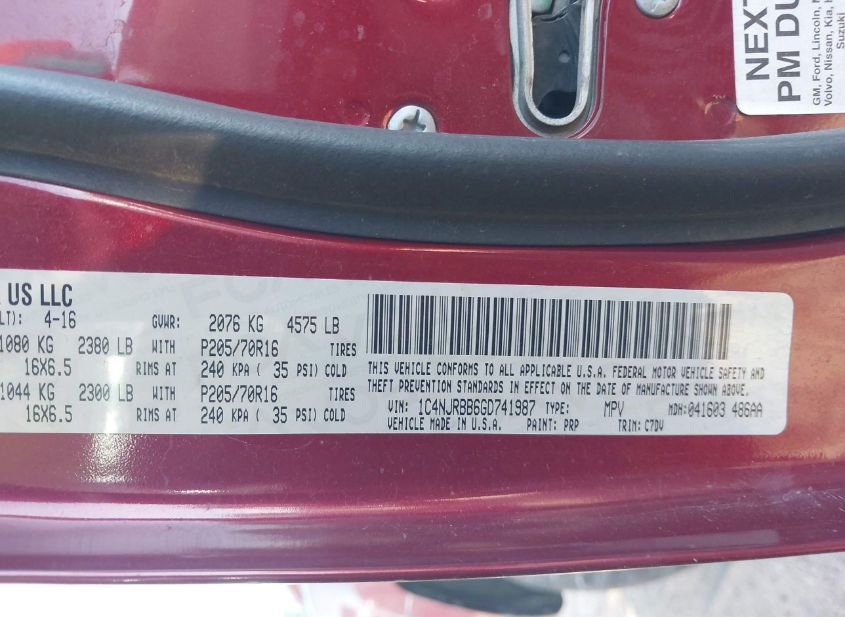 NEXT
PM DU
GM, Ford, Lincoln,
Volvo, Nissan, Kia,
Suzuki
US LLC
LT): 4-16 GVWR: 2076 KG 4575 LB
1080 KG 2380 LB WITH P205/70R16 TIRES
16X6.5 RIMS AT 240 KPA ( 35 PSI) COLD
1044 KG 2300 LB WITH P205/70R16 TIRES
16X6.5 RIMS AT 240 KPA ( 35 PSI) COLD
THIS VEHICLE CONFORMS TO ALL APPLICABLE U.S.A. FEDERAL MOTOR VEHICLE SAFETY AND
THEFT PREVENTION STANDARDS IN EFFECT ON THE DATE OF MANUFACTURE SHOWN ABOVE.
VIN: 1C4NJRBB6GD741987 TYPE: MPV MDH:041603 486AA
VEHICLE MADE IN U.S.A. PAINT: PRP TRIM: C7DV